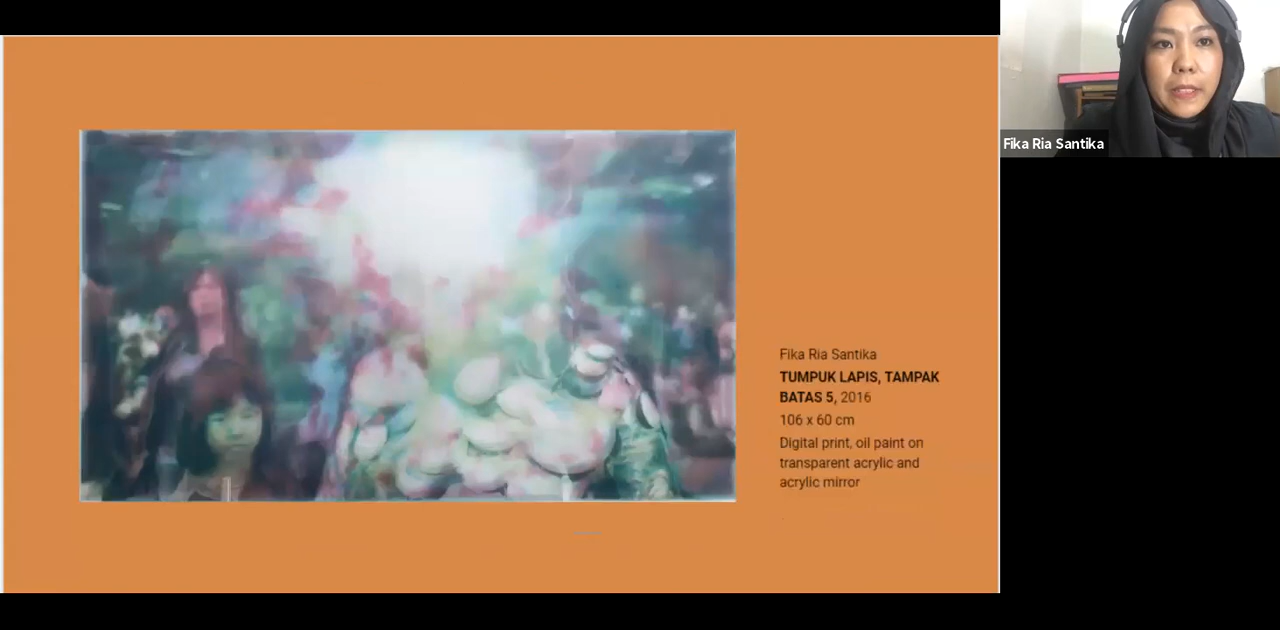 Fika Ria Santika
Fika Ria Santika
TUMPUK LAPIS, TAMPAK
BATAS 5, 2016
106 x 60 cm
Digital print, oil paint on
transparent acrylic and
acrylic mirror